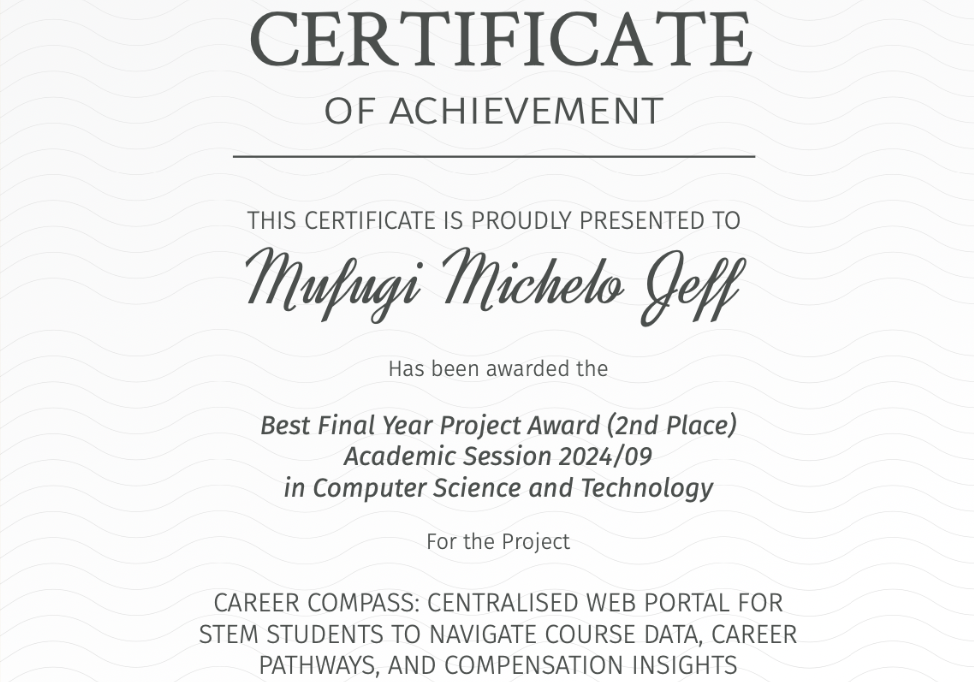 CERTIFICATE
OF ACHIEVEMENT
THIS CERTIFICATE IS PROUDLY PRESENTED TO
Mufugi Michelo Jeff
Has been awarded the
Best Final Year Project Award (2nd Place)
Academic Session 2024/09
in Computer Science and Technology
For the Project
CAREER COMPASS: CENTRALISED WEB PORTAL FOR
STEM STUDENTS TO NAVIGATE COURSE DATA, CAREER
PATHWAYS, AND COMPENSATION INSIGHTS